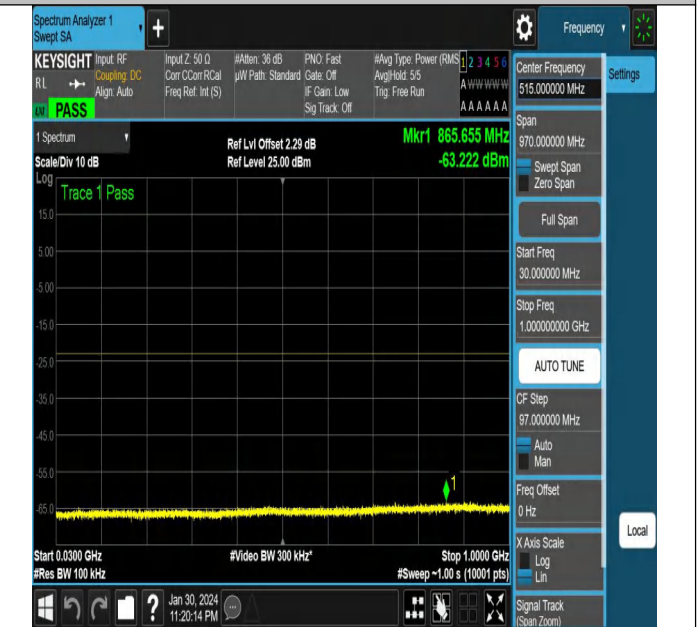 Spectrum Analyzer 1
Swept SA
+
Frequency
KEYSIGHT
RL
LXI
PASS
Input: RF
Coupling: DC
Align: Auto
Input Z: 50 Ω
Corr CCorr RCal
Freq Ref: Int (S)
#Atten: 36 dB
µW Path: Standard
PNO: Fast
Gate: Off
IF Gain: Low
Sig Track: Off
#Avg Type: Power (RMS
Avg|Hold: 5/5
Trig: Free Run
1 2 3 4 5 6
A W W W W W
A A A A A A
1 Spectrum
Scale/Div 10 dB
Ref Lvl Offset 2.29 dB
Ref Level 25.00 dBm
Mkr1 865.655 MHz
-63.222 dBm
Log
Trace 1 Pass
15.0
5.00
-5.00
-15.0
-25.0
-35.0
-45.0
-55.0
-65.0
1
Start 0.0300 GHz
#Res BW 100 kHz
#Video BW 300 kHz*
Stop 1.0000 GHz
#Sweep ~1.00 s (10001 pts)
?
Jan 30, 2024
11:20:14 PM
Center Frequency
515.000000 MHz
Settings
Span
970.000000 MHz
Swept Span
Zero Span
Full Span
Start Freq
30.000000 MHz
Stop Freq
1.000000000 GHz
AUTO TUNE
CF Step
97.000000 MHz
Auto
Man
Freq Offset
0 Hz
X Axis Scale
Log
Lin
Local
Signal Track
(Span Zoom)